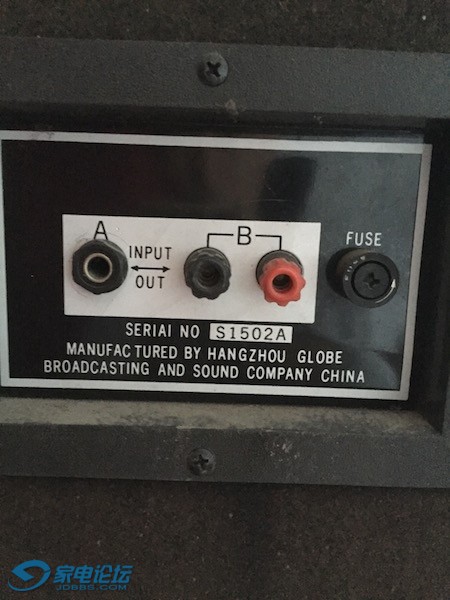 A
B
FUSE
INPUT
OUT
SERIAI NO S1502A
MANUFACTURED BY HANGZHOU GLOBE
BROADCASTING AND SOUND COMPANY CHINA
家电论坛
JDBBS.COM